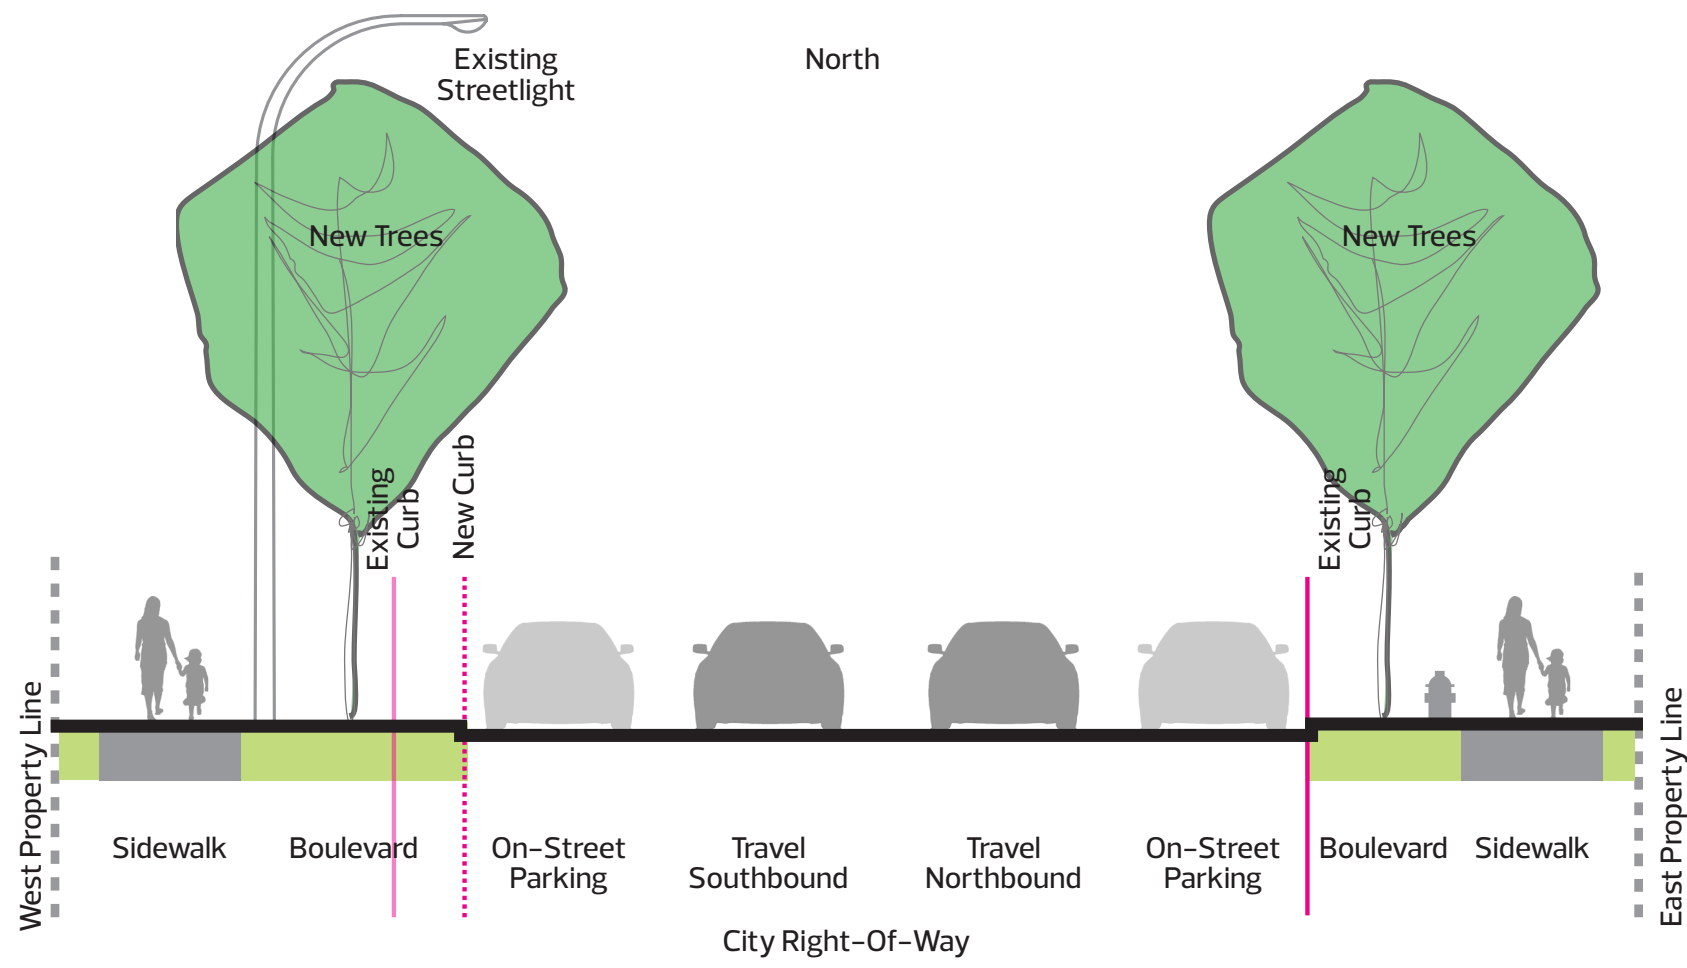 Existing
Streetlight
North
New Trees
New Trees
Existing
Curb
New Curb
Existing
Curb
West Property Line
East Property Line
Sidewalk
Boulevard
On-Street
Parking
Travel
Southbound
Travel
Northbound
On-Street
Parking
Boulevard
Sidewalk
City Right-Of-Way